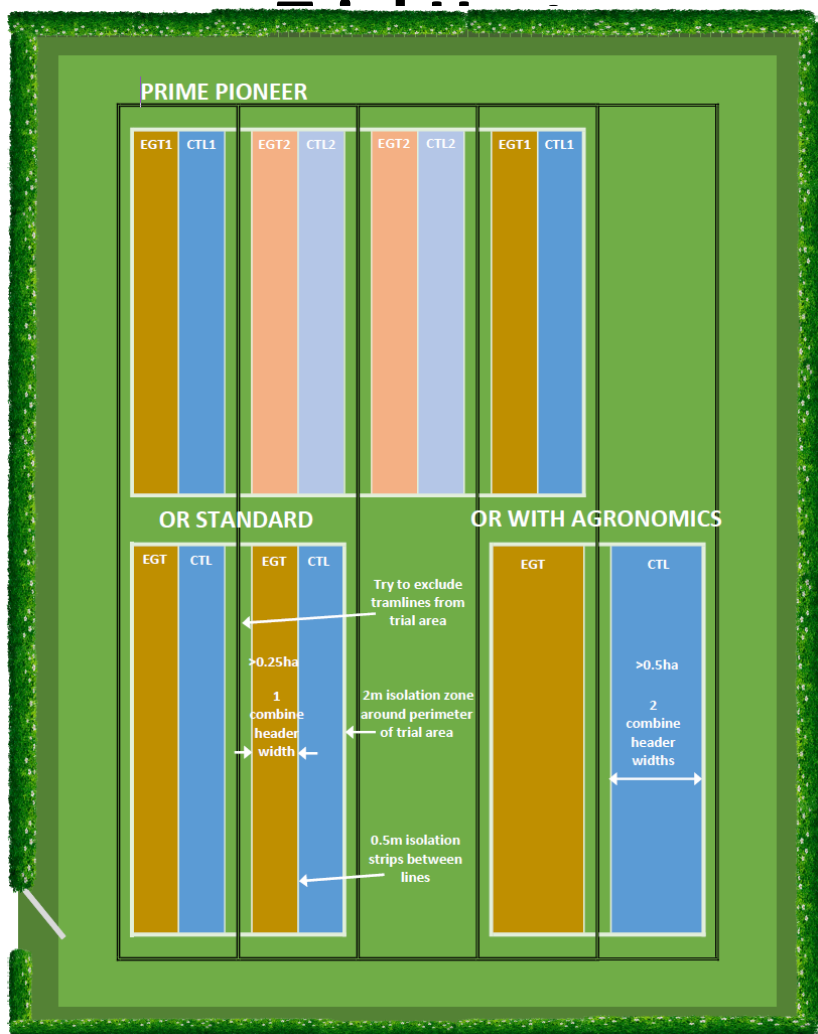 PRIME PIONEER
EGT1 CTL1 EGT2 CTL2 EGT2 CTL2 EGT1 CTL1
OR STANDARD
OR WITH AGRONOMICS
EGT CTL EGT CTL
EGT CTL
Try to exclude
tramlines from
trial area
>0.25ha
1
combine
header
width
2m isolation zone
around perimeter
of trial area
>0.5ha
2
combine
header
widths
0.5m isolation
strips between
lines